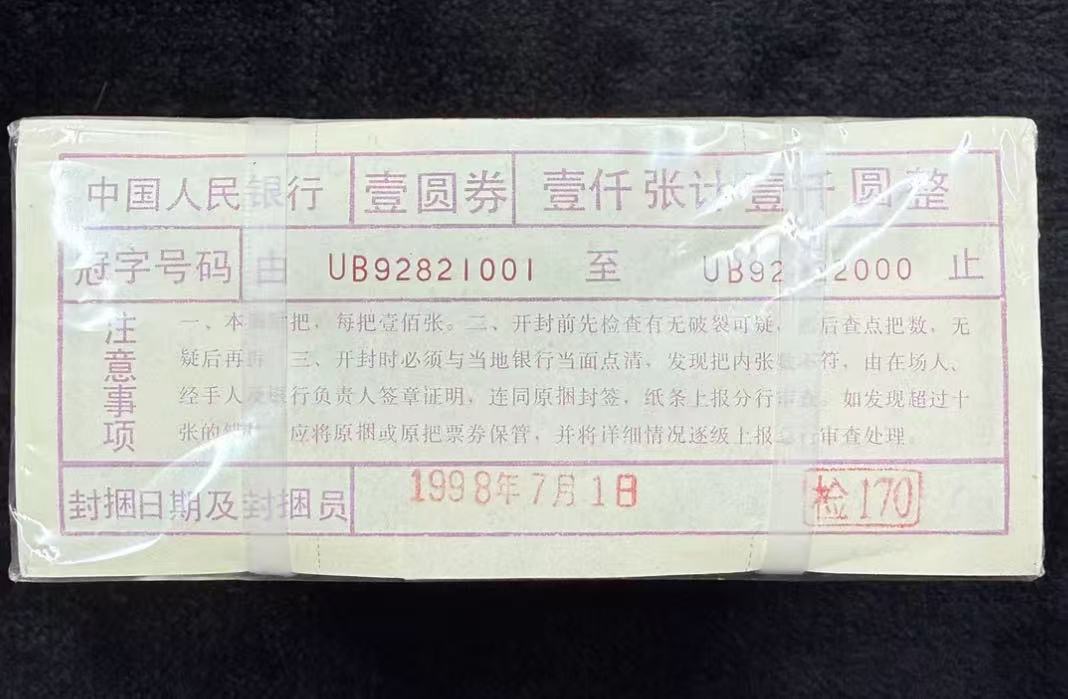 中国人民银行 壹圆券 壹仟张计壹仟圆整
冠字号码 由 UB92821001 至 UB92 2000 止
注意事项
一、本 把，每把壹佰张。二、开封前先检查有无破裂可疑， 后查点把数，无
疑后再 三、开封时必须与当地银行当面点清，发现把内张数不符，由在场人、
经手人及银行负责人签章证明，连同原捆封签，纸条上报分行审查。如发现超过十
张的 应将原捆或原把票券保管，并将详细情况逐级上报 行审查处理。
封捆日期及封捆员 1998年7月1日 检170